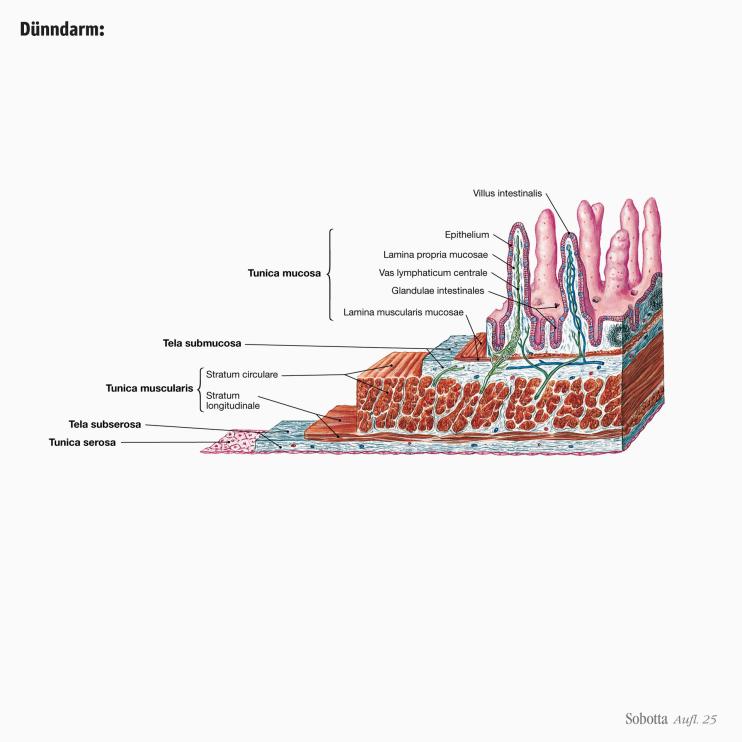 Dünndarm:
Villus intestinalis
Epithelium
Lamina propria mucosae
Tunica mucosa
Vas lymphaticum centrale
Glandulae intestinales
Lamina muscularis mucosae
Tela submucosa
Stratum circulare
Tunica muscularis
Stratum
longitudinale
Tela subserosa
Tunica serosa
Sobotta Aufl. 25